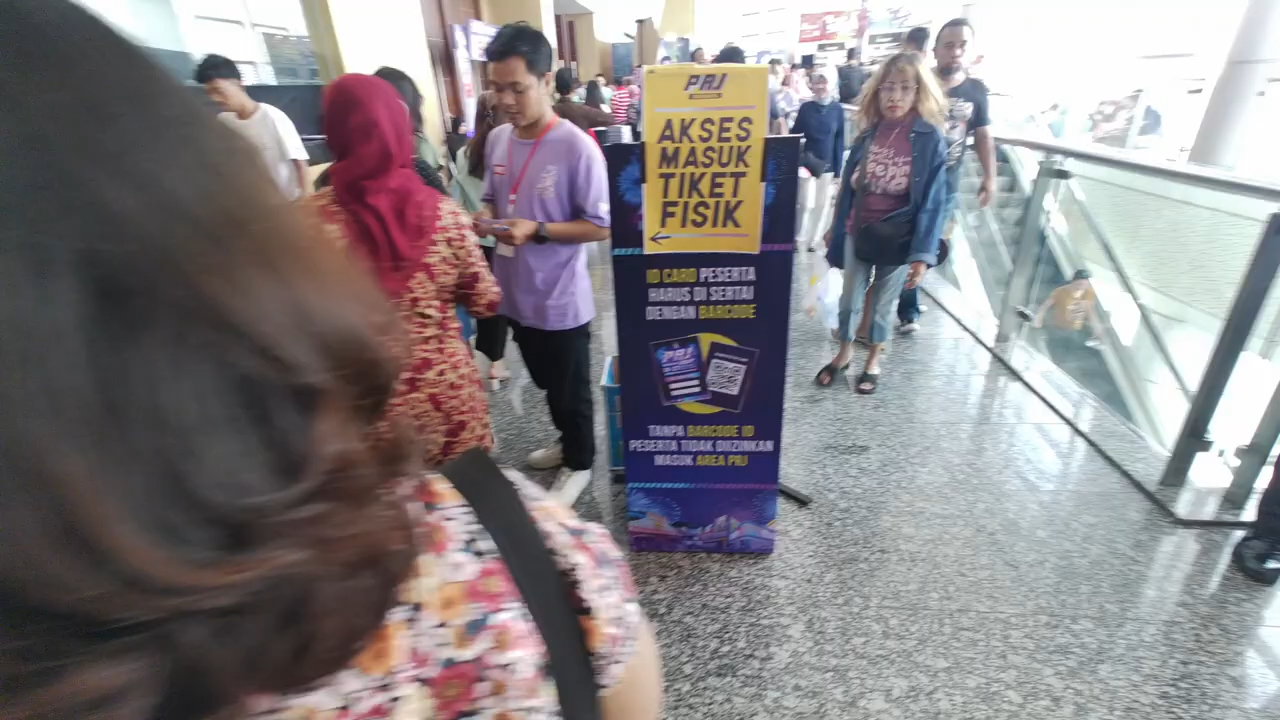 PRJ
AKSES
MASUK
TIKET
FISIK
ID CARD PESERTA
HARUS DI SERTAI
DENGAN BARCODE
PRJ
TANPA BARCODE ID
PESERTA TIDAK DIIZINKAN
MASUK AREA PRJ